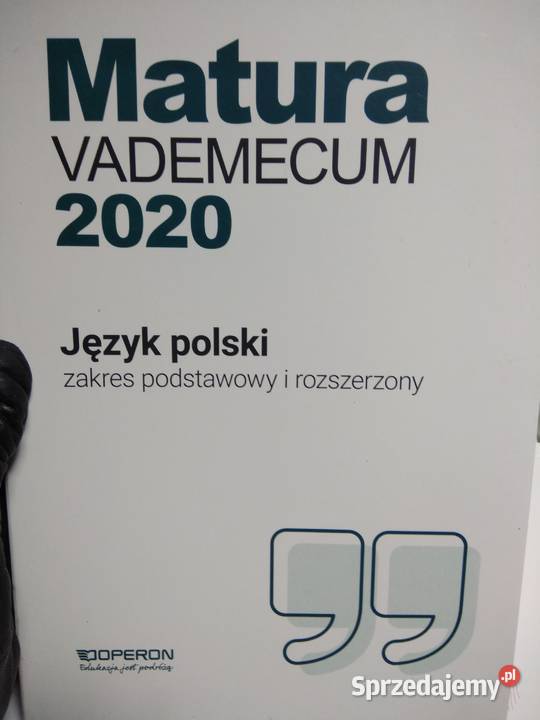 Matura
VADEMECUM
2020
Język polski
zakres podstawowy i rozszerzony
OPERON
Edukacja jest podróżą
Sprzedajemy.pl